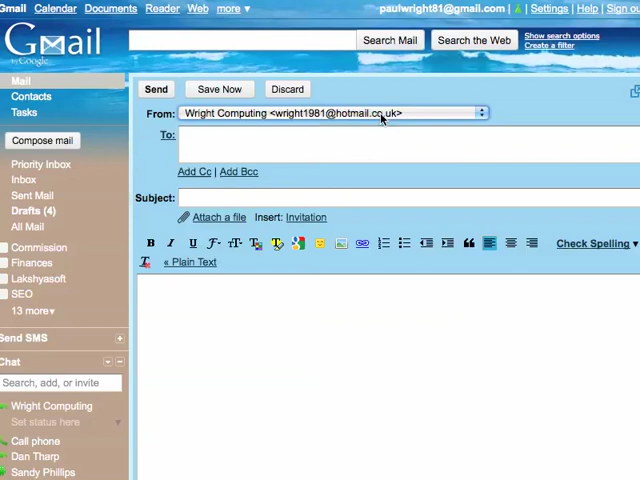 Gmail Calendar Documents Reader Web more ▾ paulwright81@gmail.com | Settings | Help | Sign ou
Gmail
by Google
Search Mail Search the Web
Show search options
Create a filter
Mail
Contacts
Tasks
Compose mail
Priority Inbox
Inbox
Sent Mail
Drafts (4)
All Mail
Commission
Finances
Lakshyasoft
SEO
13 more▾
Send SMS +
Chat
Search, add, or invite
Wright Computing
Set status here
Call phone
Dan Tharp
Sandy Phillips
Send Save Now Discard
From: Wright Computing <wright1981@hotmail.co.uk>
To:
Add Cc | Add Bcc
Subject:
Attach a file Insert: Invitation
B I U Check Spelling ▾
« Plain Text